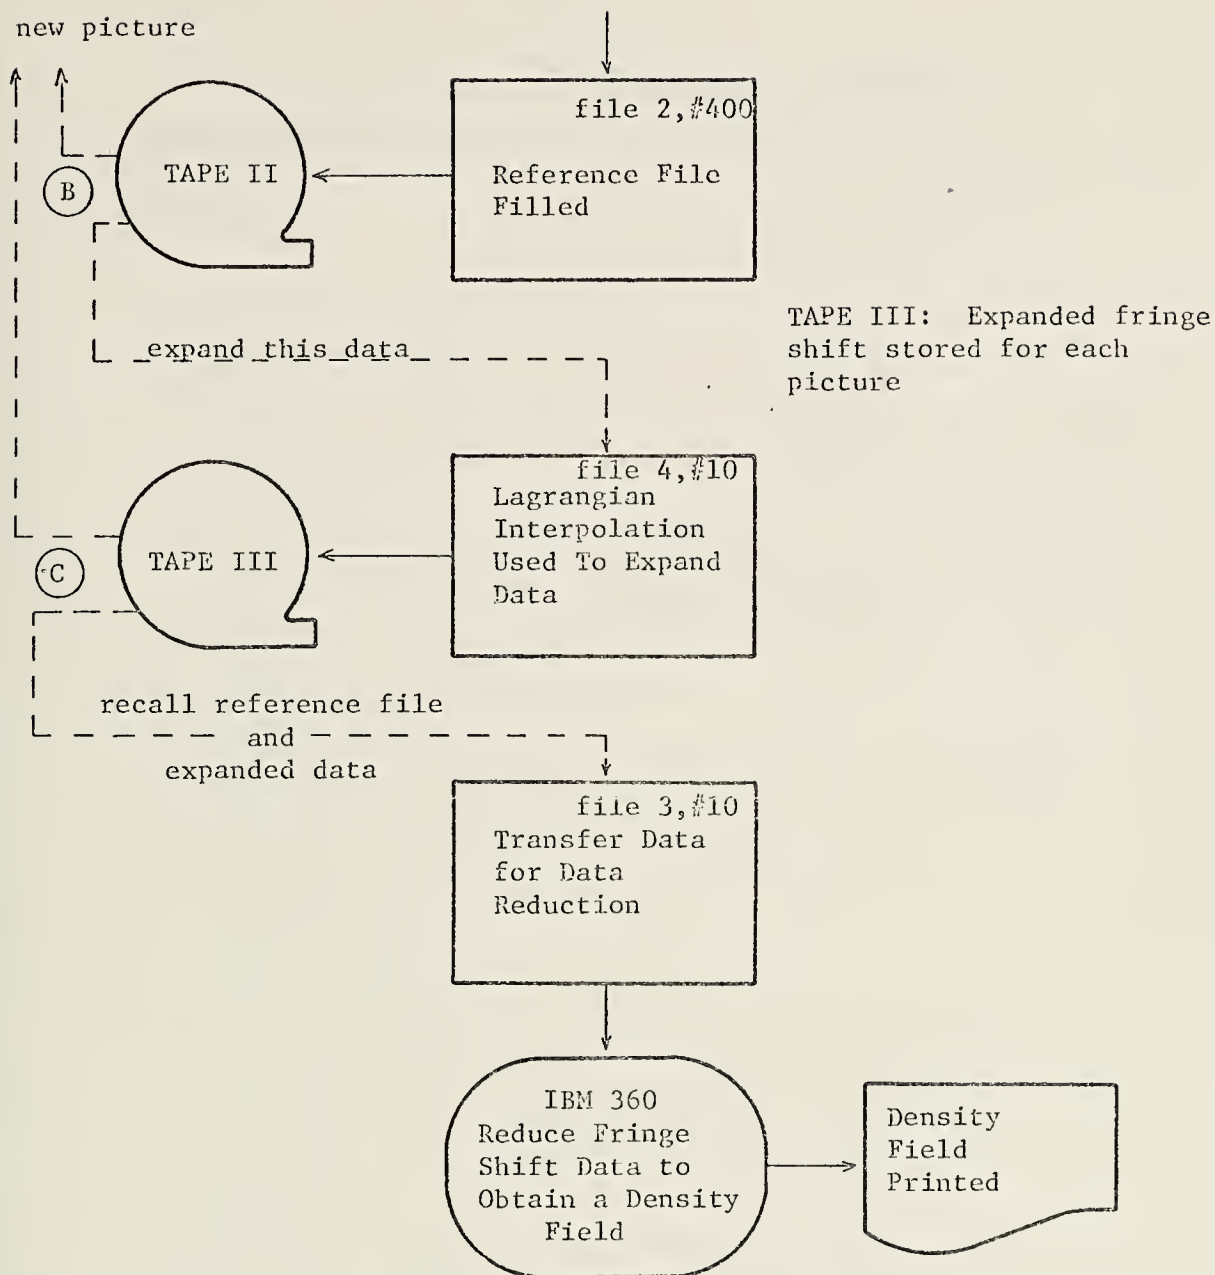 new picture
file 2,#400
TAPE II
B
Reference File
Filled
TAPE III: Expanded fringe
shift stored for each
picture
expand this data
file 4,#10
Lagrangian
Interpolation
Used To Expand
Data
TAPE III
C
recall reference file
and
expanded data
file 3,#10
Transfer Data
for Data
Reduction
IBM 360
Reduce Fringe
Shift Data to
Obtain a Density
Field
Density
Field
Printed